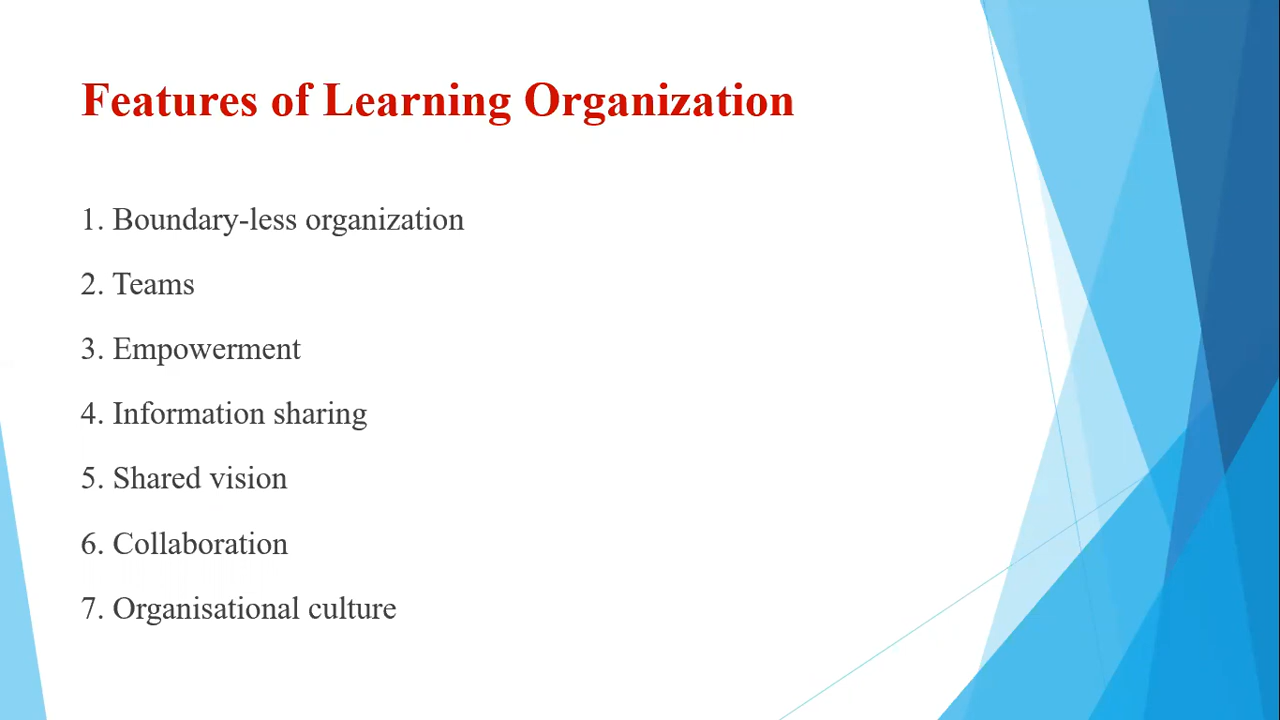 Features of Learning Organization
1. Boundary-less organization
2. Teams
3. Empowerment
4. Information sharing
5. Shared vision
6. Collaboration
7. Organisational culture